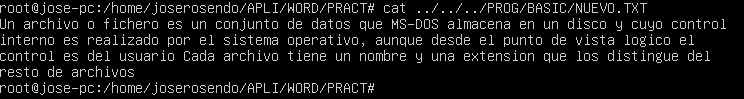 root@jose-pc:/home/joserosendo/APLI/WORD/PRACT# cat ../../../PROG/BASIC/NUEVO.TXT
Un archivo o fichero es un conjunto de datos que MS-DOS almacena en un disco y cuyo control
interno es realizado por el sistema operativo, aunque desde el punto de vista logico el
control es del usuario Cada archivo tiene un nombre y una extension que los distingue del
resto de archivos
root@jose-pc:/home/joserosendo/APLI/WORD/PRACT#